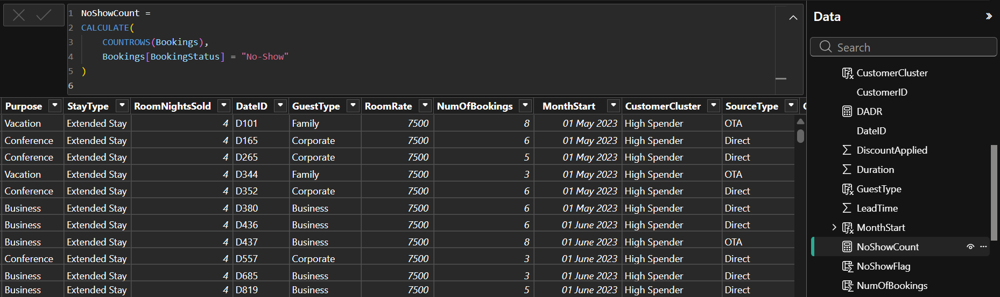 1 NoShowCount =
2 CALCULATE(
3 COUNTROWS(Bookings),
4 Bookings[BookingStatus] = "No-Show"
5 )
6
Purpose StayType RoomNightsSold DateID GuestType RoomRate NumOfBookings MonthStart CustomerCluster SourceType
Vacation Extended Stay 4 D101 Family 7500 8 01 May 2023 High Spender OTA
Conference Extended Stay 4 D165 Corporate 7500 6 01 May 2023 High Spender Direct
Conference Extended Stay 4 D265 Corporate 7500 5 01 May 2023 High Spender Direct
Vacation Extended Stay 4 D344 Family 7500 3 01 May 2023 High Spender OTA
Conference Extended Stay 4 D352 Corporate 7500 6 01 May 2023 High Spender Direct
Business Extended Stay 4 D380 Business 7500 6 01 May 2023 High Spender Direct
Business Extended Stay 4 D436 Business 7500 6 01 June 2023 High Spender Direct
Business Extended Stay 4 D437 Business 7500 8 01 June 2023 High Spender OTA
Conference Extended Stay 4 D557 Corporate 7500 3 01 June 2023 High Spender Direct
Business Extended Stay 4 D685 Business 7500 3 01 June 2023 High Spender Direct
Business Extended Stay 4 D819 Business 7500 5 01 June 2023 High Spender Direct
Data
Search
CustomerCluster
CustomerID
DADR
DateID
DiscountApplied
Duration
GuestType
LeadTime
MonthStart
NoShowCount
NoShowFlag
NumOfBookings